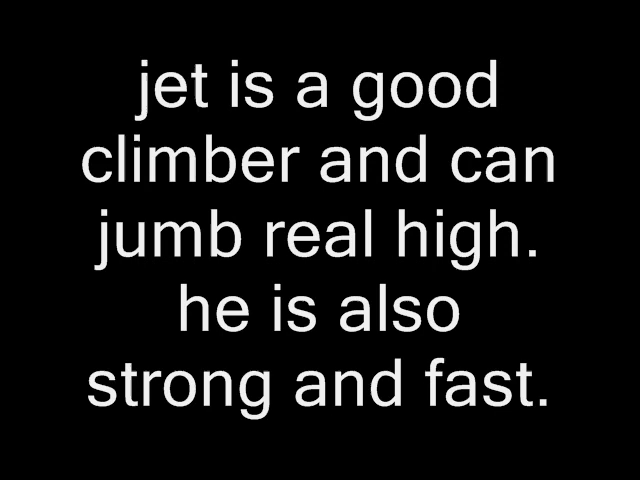 jet is a good
climber and can
jumb real high.
he is also
strong and fast.